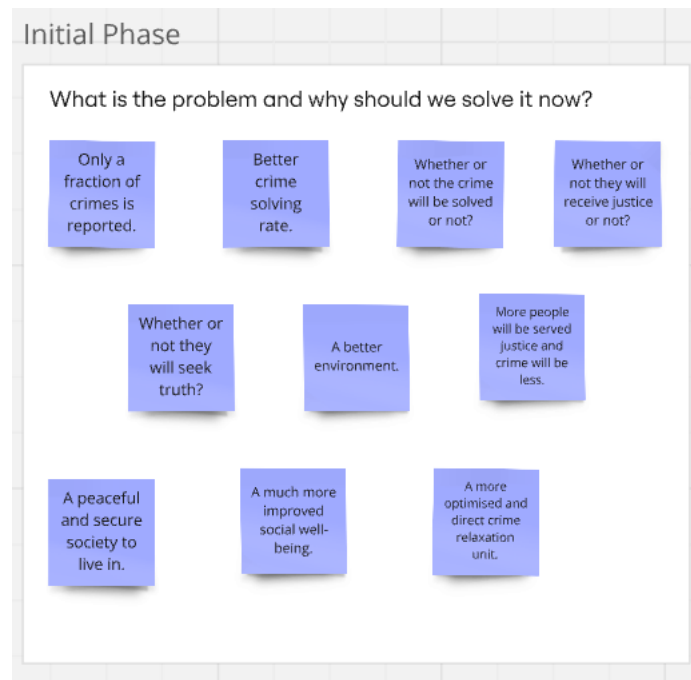 Initial Phase
What is the problem and why should we solve it now?
Only a
fraction of
crimes is
reported.
Better
crime
solving
rate.
Whether or
not the crime
will be solved
or not?
Whether or
not they will
receive justice
or not?
Whether or
not they
will seek
truth?
A better
environment.
More people
will be served
justice and
crime will be
less.
A peaceful
and secure
society to
live in.
A much more
improved
social well-
being.
A more
optimised and
direct crime
relaxation
unit.